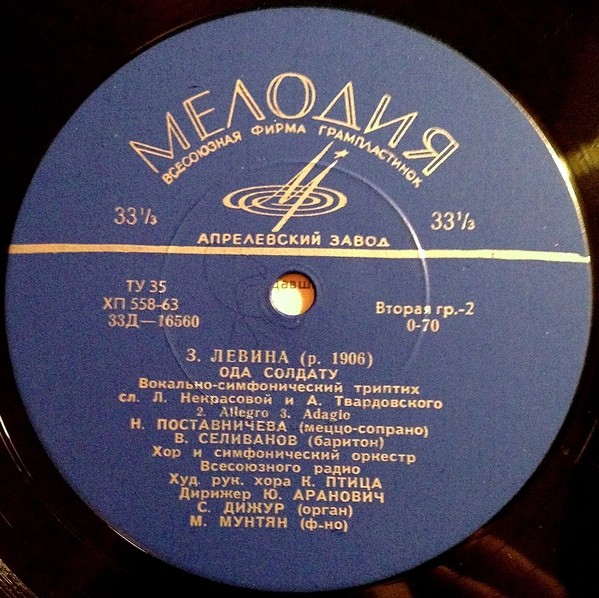 МЕЛОДИЯ
ВСЕСОЮЗНАЯ ФИРМА ГРАМПЛАСТИНОК
33⅓ 33⅓
АПРЕЛЕВСКИЙ ЗАВОД
ТУ 35
ХП 558-63
33Д—16560
Вторая гр.-2
0-70
З. ЛЕВИНА (р. 1906)
ОДА СОЛДАТУ
Вокально-симфонический триптих
сл. Л. Некрасовой и А. Твардовского
2. Allegro 3. Adagio
Н. ПОСТАВНИЧЕВА (меццо-сопрано)
В. СЕЛИВАНОВ (баритон)
Хор и симфонический оркестр
Всесоюзного радио
Худ. рук. хора К. ПТИЦА
Дирижер Ю. АРАНОВИЧ
С. ДИЖУР (орган)
М. МУНТЯН (ф-но)